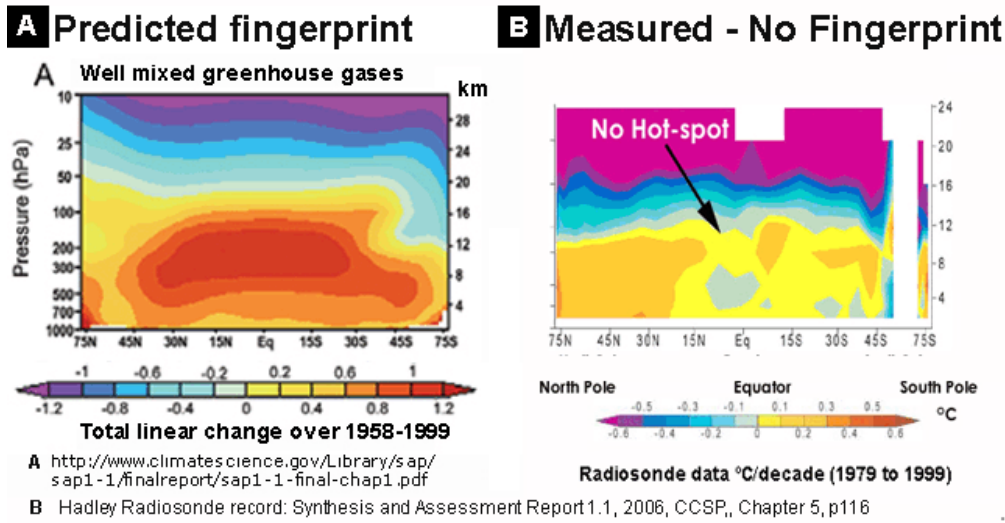 A Predicted fingerprint
B Measured - No Fingerprint
A Well mixed greenhouse gases
km
Pressure (hPa)
10
25
50
100
200
300
500
700
1000
28
24
20
16
12
8
4
75N 45N 30N 15N Eq 15S 30S 45S 75S
-1 -0.6 -0.2 0.2 0.6 1
-1.2 -0.8 -0.4 0 0.4 0.8 1.2
Total linear change over 1958-1999
No Hot-spot
24
20
16
12
8
4
75N 45N 30N 15N Eq 15S 30S 45S 75S
North Pole Equator South Pole
-0.5 -0.3 -0.1 0.1 0.3 0.5
-0.6 -0.4 -0.2 0 0.2 0.4 0.6
°C
Radiosonde data °C/decade (1979 to 1999)
A http://www.climatescience.gov/Library/sap/
sap1-1/finalreport/sap1-1-final-chap1.pdf
B Hadley Radiosonde record: Synthesis and Assessment Report 1.1, 2006, CCSP,, Chapter 5, p116